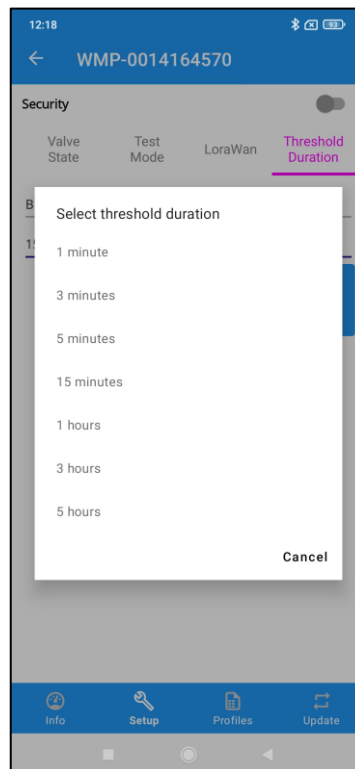 12:18
93
WMP-0014164570
Security
Valve State
Test Mode
LoraWan
Threshold Duration
B
Select threshold duration
1 minute
3 minutes
5 minutes
15 minutes
1 hours
3 hours
5 hours
Cancel
Info
Setup
Profiles
Update